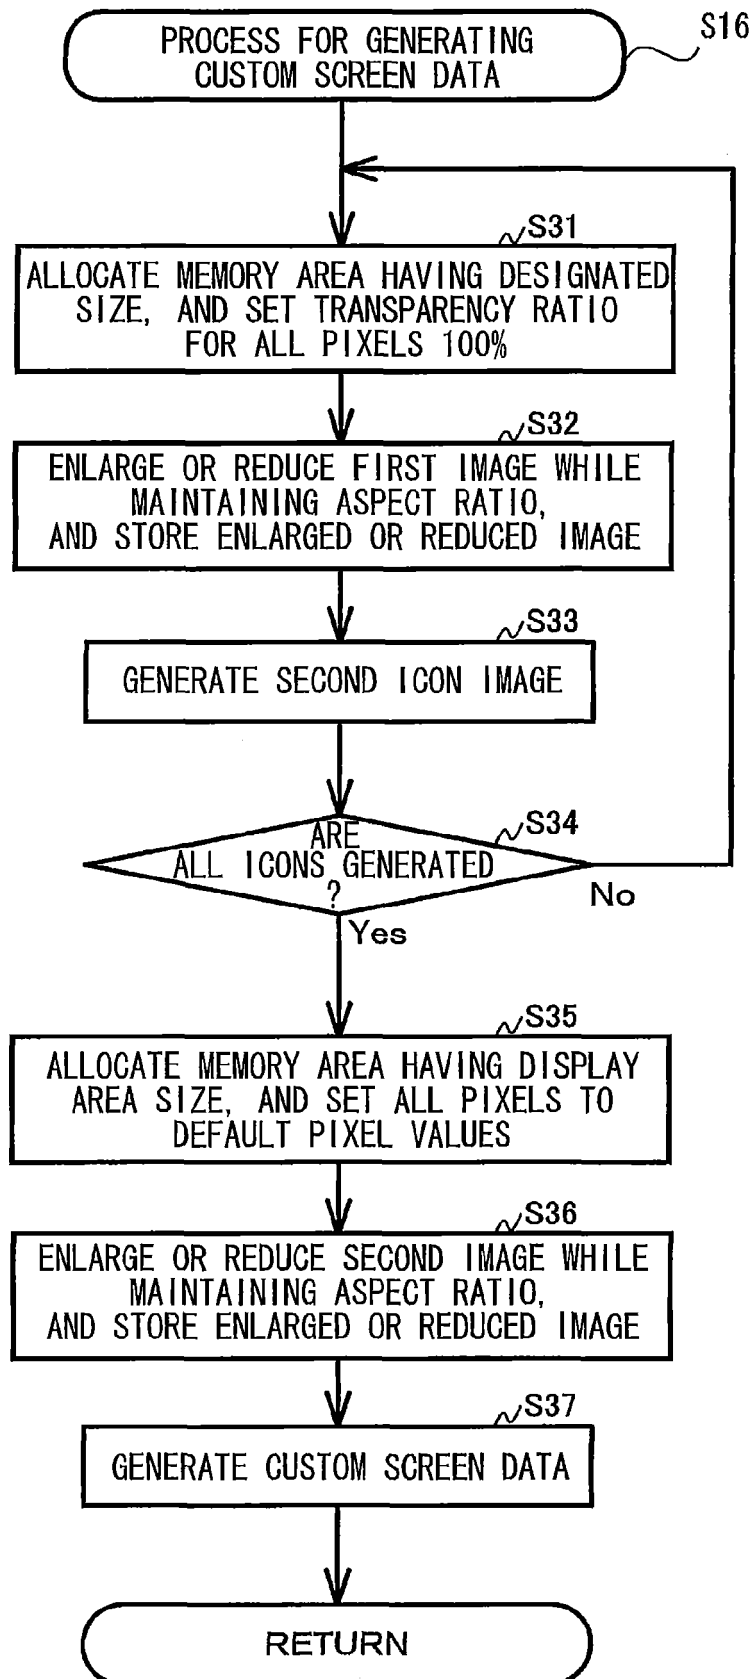 PROCESS FOR GENERATING
CUSTOM SCREEN DATA
S16
S31
ALLOCATE MEMORY AREA HAVING DESIGNATED
SIZE, AND SET TRANSPARENCY RATIO
FOR ALL PIXELS 100%
S32
ENLARGE OR REDUCE FIRST IMAGE WHILE
MAINTAINING ASPECT RATIO,
AND STORE ENLARGED OR REDUCED IMAGE
S33
GENERATE SECOND ICON IMAGE
S34
ARE
ALL ICONS GENERATED
?
No
Yes
S35
ALLOCATE MEMORY AREA HAVING DISPLAY
AREA SIZE, AND SET ALL PIXELS TO
DEFAULT PIXEL VALUES
S36
ENLARGE OR REDUCE SECOND IMAGE WHILE
MAINTAINING ASPECT RATIO,
AND STORE ENLARGED OR REDUCED IMAGE
S37
GENERATE CUSTOM SCREEN DATA
RETURN